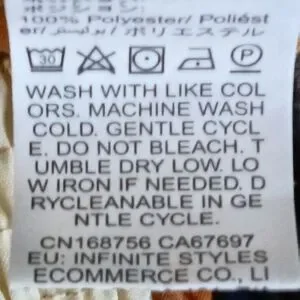 100% Polyester/ Poliést
er/ بوليستر / ポリエステル
30
P
WASH WITH LIKE COL
ORS. MACHINE WASH
COLD. GENTLE CYCL
E. DO NOT BLEACH. T
UMBLE DRY LOW. LO
W IRON IF NEEDED. D
RYCLEANABLE IN GE
NTLE CYCLE.
CN168756 CA67697
EU: INFINITE STYLES
ECOMMERCE CO., LI